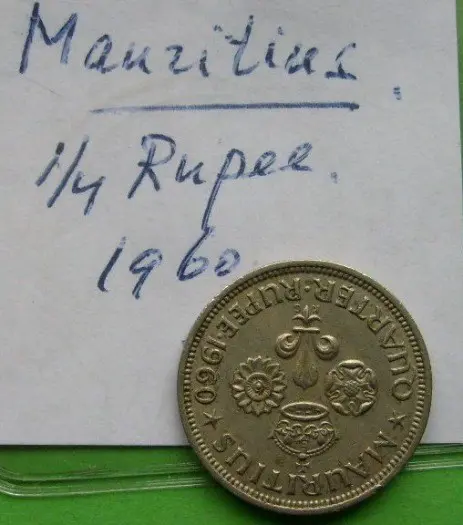 Mauritius.
1/4 Rupee.
1960
QUARTER·RUPEE·1960
★ MAURITIUS ★